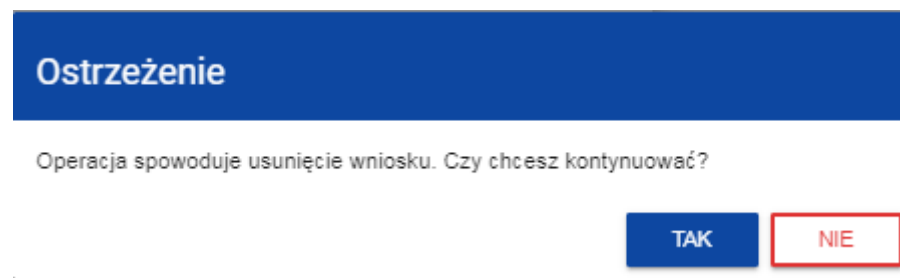 Ostrzeżenie
Operacja spowoduje usunięcie wniosku. Czy chcesz kontynuować?
TAK NIE